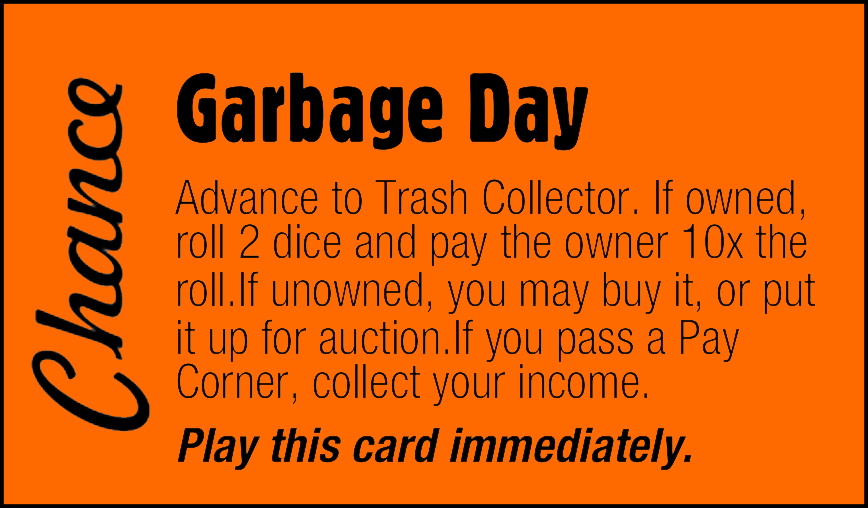 Chance
Garbage Day
Advance to Trash Collector. If owned,
roll 2 dice and pay the owner 10x the
roll.If unowned, you may buy it, or put
it up for auction.If you pass a Pay
Corner, collect your income.
Play this card immediately.